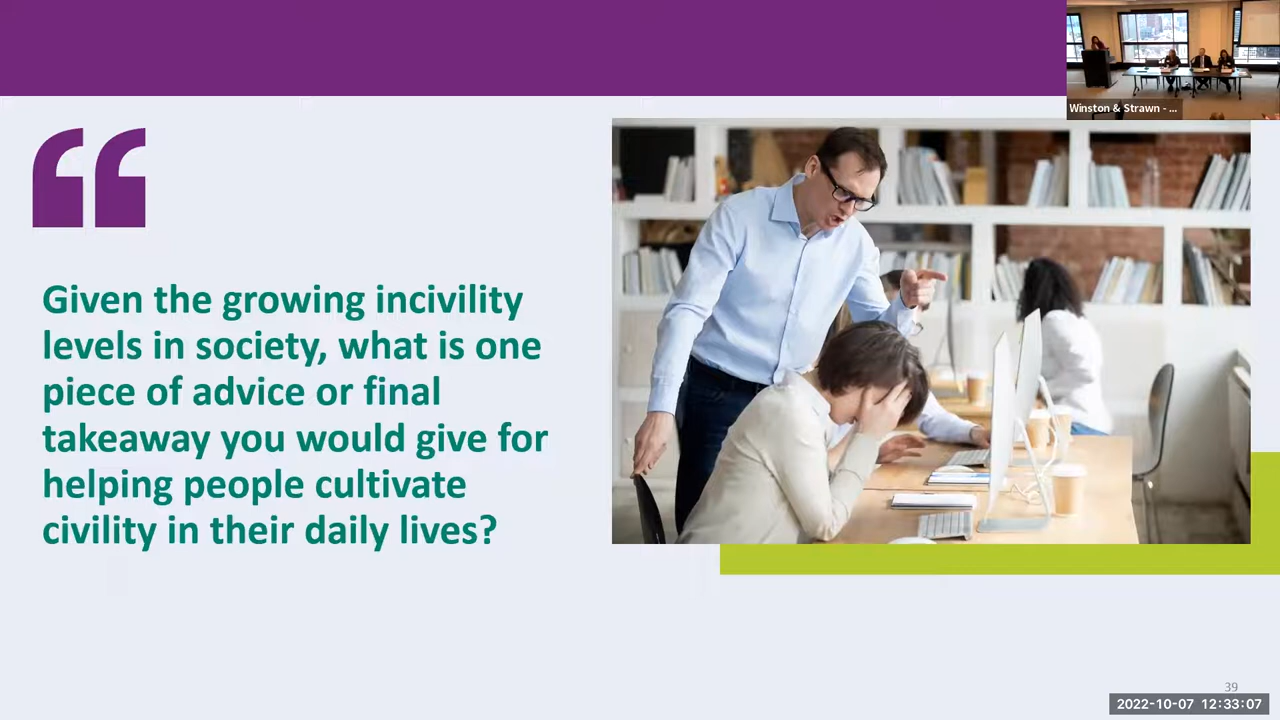 Winston & Strawn - ...
“
Given the growing incivility
levels in society, what is one
piece of advice or final
takeaway you would give for
helping people cultivate
civility in their daily lives?
39
2022-10-07 12:33:07